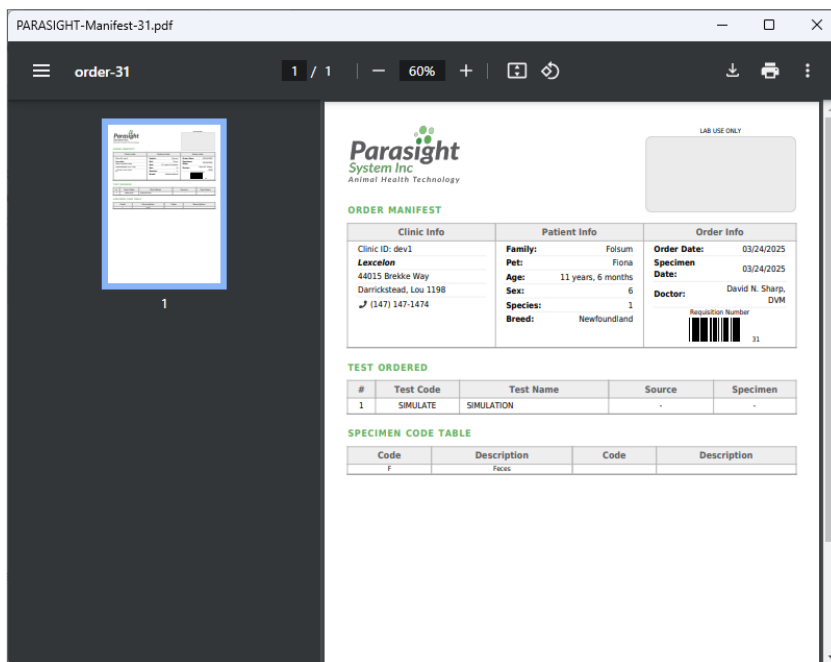 PARASIGHT-Manifest-31.pdf
order-31
1 / 1
60%
1
Parasight
System Inc
Animal Health Technology
LAB USE ONLY
ORDER MANIFEST
Clinic Info
Clinic ID: dev1
Lexcelon
44015 Brekke Way
Darrickstead, Lou 1198
(147) 147-1474
Patient Info
Family: Folsum
Pet: Fiona
Age: 11 years, 6 months
Sex: 6
Species: 1
Breed: Newfoundland
Order Info
Order Date: 03/24/2025
Specimen Date: 03/24/2025
Doctor: David N. Sharp, DVM
Requisition Number
31
TEST ORDERED
# Test Code Test Name Source Specimen
1 SIMULATE SIMULATION - -
SPECIMEN CODE TABLE
Code Description Code Description
F Feces